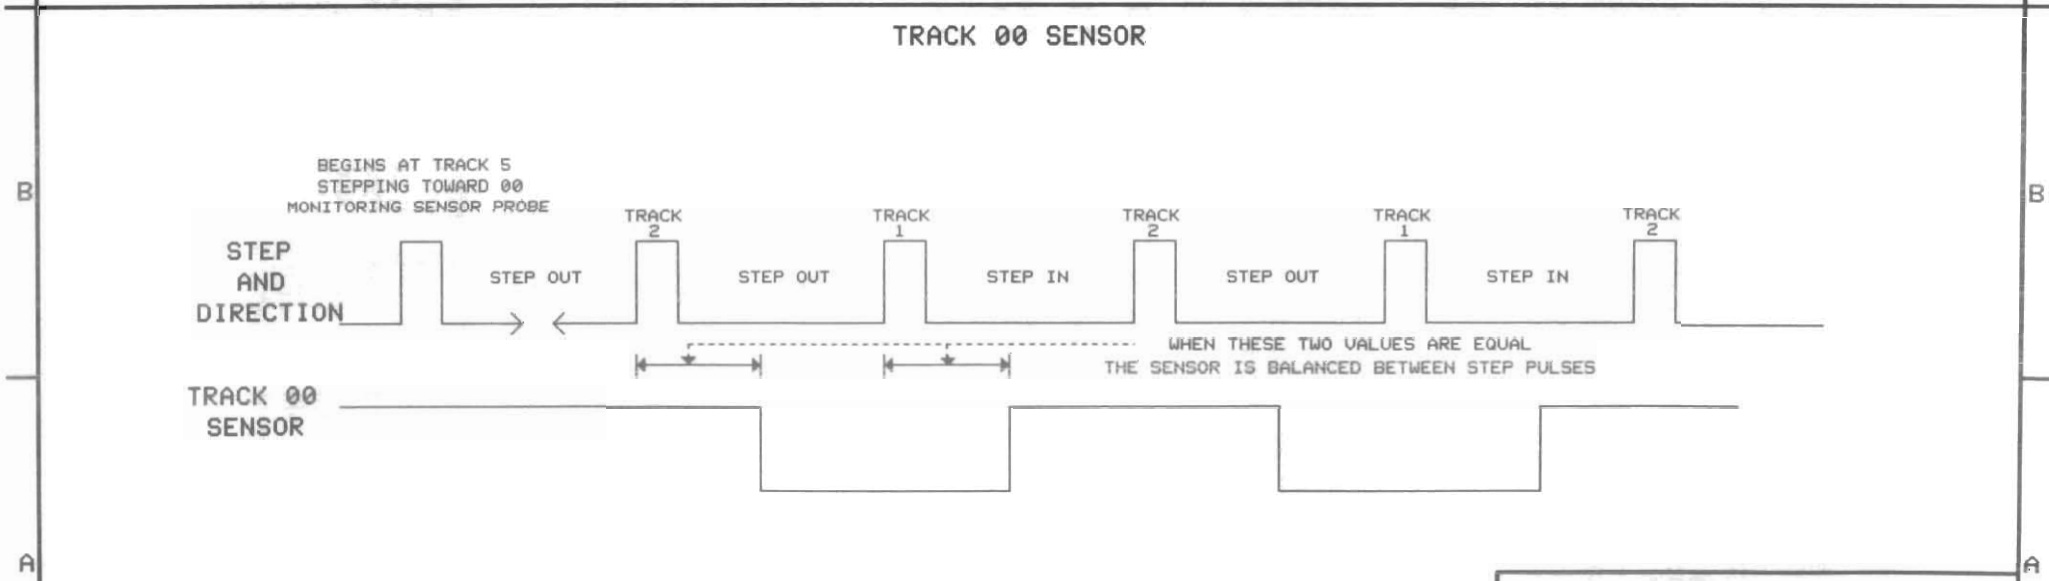 TRACK 00 SENSOR
BEGINS AT TRACK 5
STEPPING TOWARD 00
MONITORING SENSOR PROBE
B
B
TRACK
2
TRACK
1
TRACK
2
TRACK
1
TRACK
2
STEP
AND
DIRECTION
STEP OUT
STEP OUT
STEP IN
STEP OUT
STEP IN
WHEN THESE TWO VALUES ARE EQUAL
THE SENSOR IS BALANCED BETWEEN STEP PULSES
TRACK 00
SENSOR
A
A